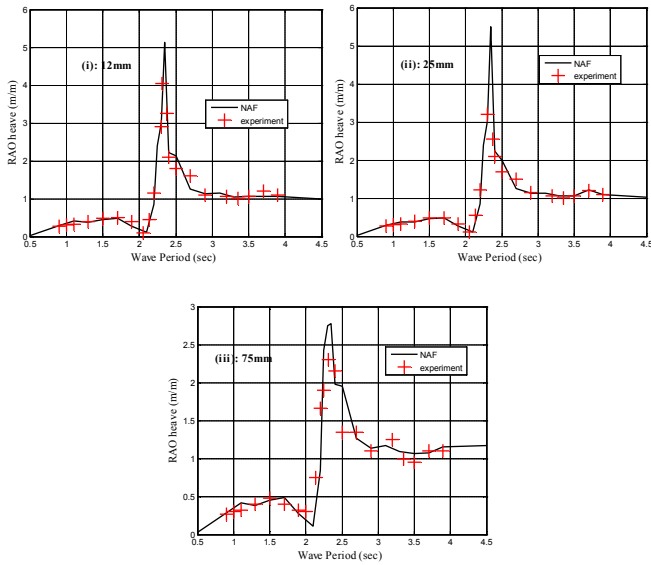 6
5
4
3
2
1
0
RAO heave (m/m)
(i): 12mm
NAF
experiment
0.5 1 1.5 2 2.5 3 3.5 4 4.5
Wave Period (sec)
6
5
4
3
2
1
0
RAO heave (m/m)
(ii): 25mm
NAF
experiment
0.5 1 1.5 2 2.5 3 3.5 4 4.5
Wave Period (sec)
3
2.5
2
1.5
1
0.5
0
RAO heave (m/m)
(iii): 75mm
NAF
experiment
0.5 1 1.5 2 2.5 3 3.5 4 4.5
Wave Period (sec)